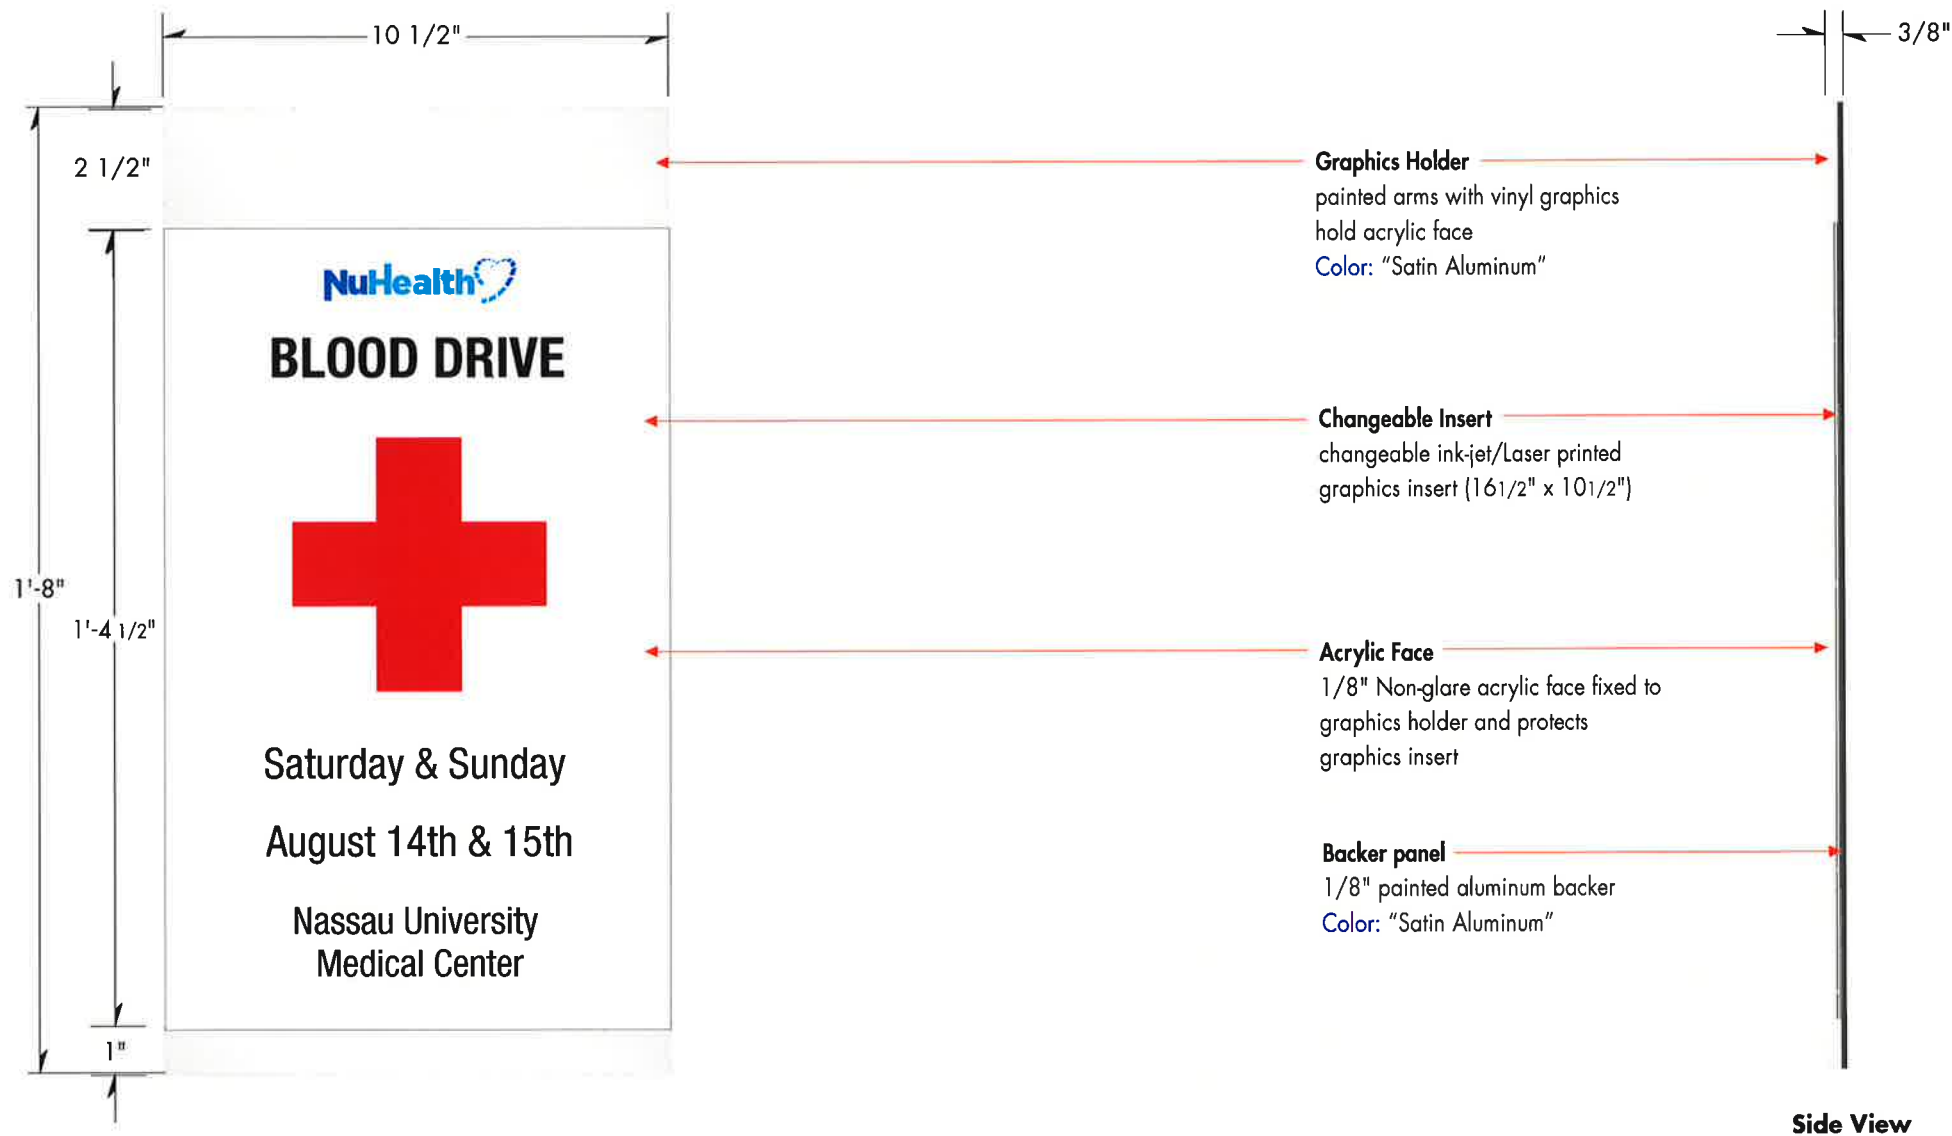 10 1/2"
3/8"
2 1/2"
1'-8"
1'-4 1/2"
1"
NuHealth
BLOOD DRIVE
Saturday & Sunday
August 14th & 15th
Nassau University
Medical Center
Graphics Holder
painted arms with vinyl graphics
hold acrylic face
Color: “Satin Aluminum”
Changeable Insert
changeable ink-jet/Laser printed
graphics insert (161/2" x 101/2")
Acrylic Face
1/8" Non-glare acrylic face fixed to
graphics holder and protects
graphics insert
Backer panel
1/8" painted aluminum backer
Color: “Satin Aluminum”
Side View